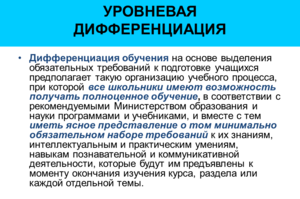 УРОВНЕВАЯ
ДИФФЕРЕНЦИАЦИЯ
• Дифференциация обучения на основе выделения
обязательных требований к подготовке учащихся
предполагает такую организацию учебного процесса,
при которой все школьники имеют возможность
получать полноценное обучение, в соответствии с
рекомендуемыми Министерством образования и
науки программами и учебниками, и вместе с тем
иметь ясное представление о том минимально
обязательном наборе требований к их знаниям,
интеллектуальным и практическим умениям,
навыкам познавательной и коммуникативной
деятельности, которые будут им предъявлены к
моменту окончания изучения курса, раздела или
каждой отдельной темы.